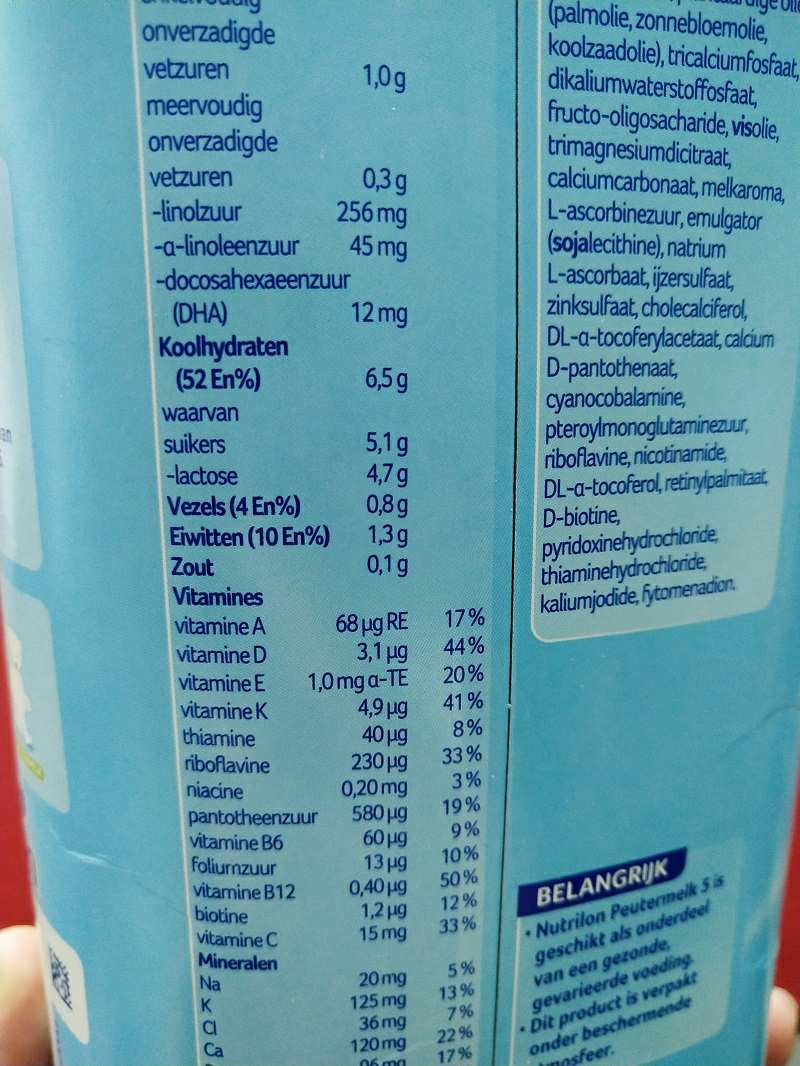 onverzadigde
vetzuren 1,0 g
meervoudig
onverzadigde
vetzuren 0,3 g
-linolzuur 256 mg
-α-linoleenzuur 45 mg
-docosahexaeenzuur
(DHA) 12 mg
Koolhydraten
(52 En%) 6,5 g
waarvan
suikers 5,1 g
-lactose 4,7 g
Vezels (4 En%) 0,8 g
Eiwitten (10 En%) 1,3 g
Zout 0,1 g
Vitamines
vitamine A 68 µg RE 17%
vitamine D 3,1 µg 44%
vitamine E 1,0 mg α-TE 20%
vitamine K 4,9 µg 41%
thiamine 40 µg 8%
riboflavine 230 µg 33%
niacine 0,20 mg 3%
pantotheenzuur 580 µg 19%
vitamine B6 60 µg 9%
foliumzuur 13 µg 10%
vitamine B12 0,40 µg 50%
biotine 1,2 µg 12%
vitamine C 15 mg 33%
Mineralen
Na 20 mg 5%
K 125 mg 13%
Cl 36 mg 7%
Ca 120 mg 22%
17%
(palmolie, zonnebloemolie,
koolzaadolie), tricalciumfosfaat,
dikaliumwaterstoffosfaat,
fructo-oligosacharide, visolie,
trimagnesiumdicitraat,
calciumcarbonaat, melkaroma,
L-ascorbinezuur, emulgator
(sojalecithine), natrium
L-ascorbaat, ijzersulfaat,
zinksulfaat, cholecalciferol,
DL-α-tocoferylacetaat, calcium
D-pantothenaat,
cyanocobalamine,
pteroylmonoglutaminezuur,
riboflavine, nicotinamide,
DL-α-tocoferol, retinylpalmitaat,
D-biotine,
pyridoxinehydrochloride,
thiaminehydrochloride,
kaliumjodide, fytomenadion.
BELANGRIJK
• Nutrilon Peutermelk 5 is
geschikt als onderdeel
van een gezonde,
gevarieerde voeding.
• Dit product is verpakt
onder beschermende